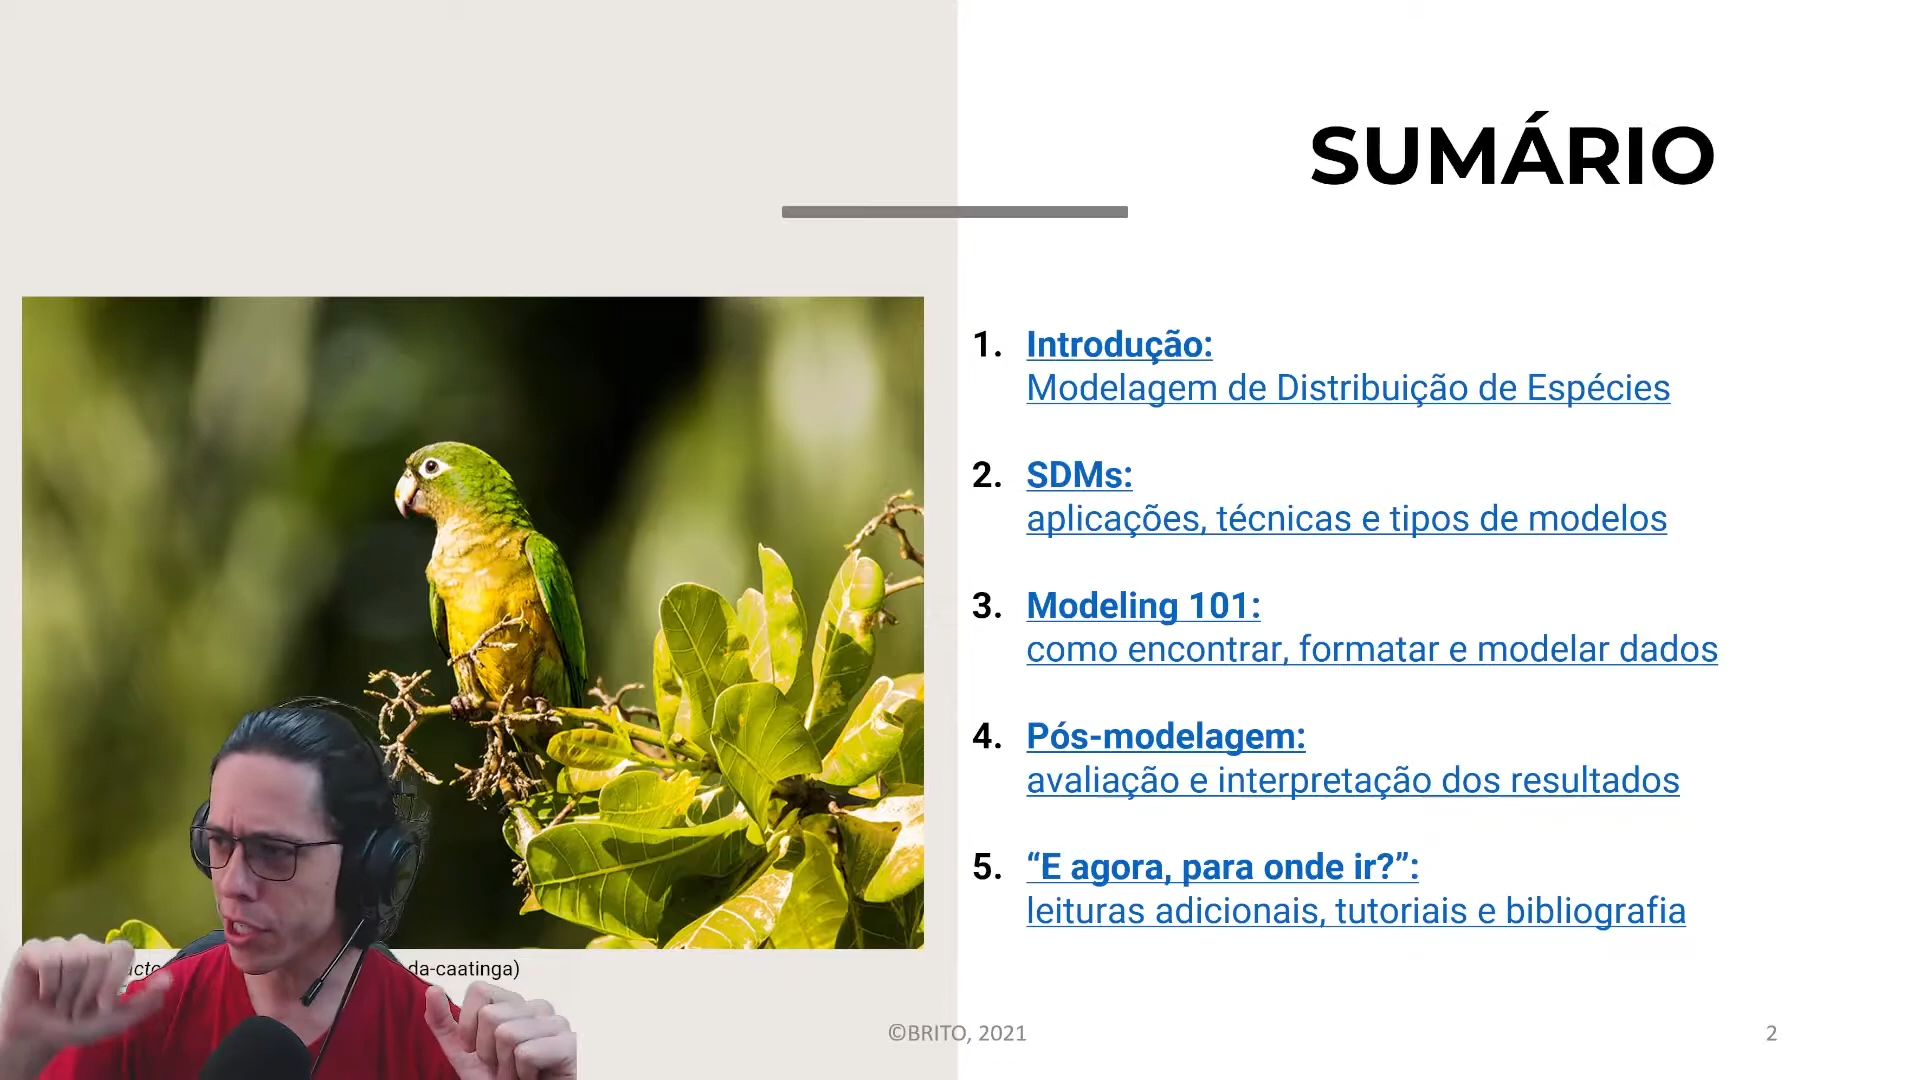 SUMÁRIO
1. Introdução:
Modelagem de Distribuição de Espécies
2. SDMs:
aplicações, técnicas e tipos de modelos
3. Modeling 101:
como encontrar, formatar e modelar dados
4. Pós-modelagem:
avaliação e interpretação dos resultados
5. “E agora, para onde ir?”:
leituras adicionais, tutoriais e bibliografia
da-caatinga)
©BRITO, 2021
2